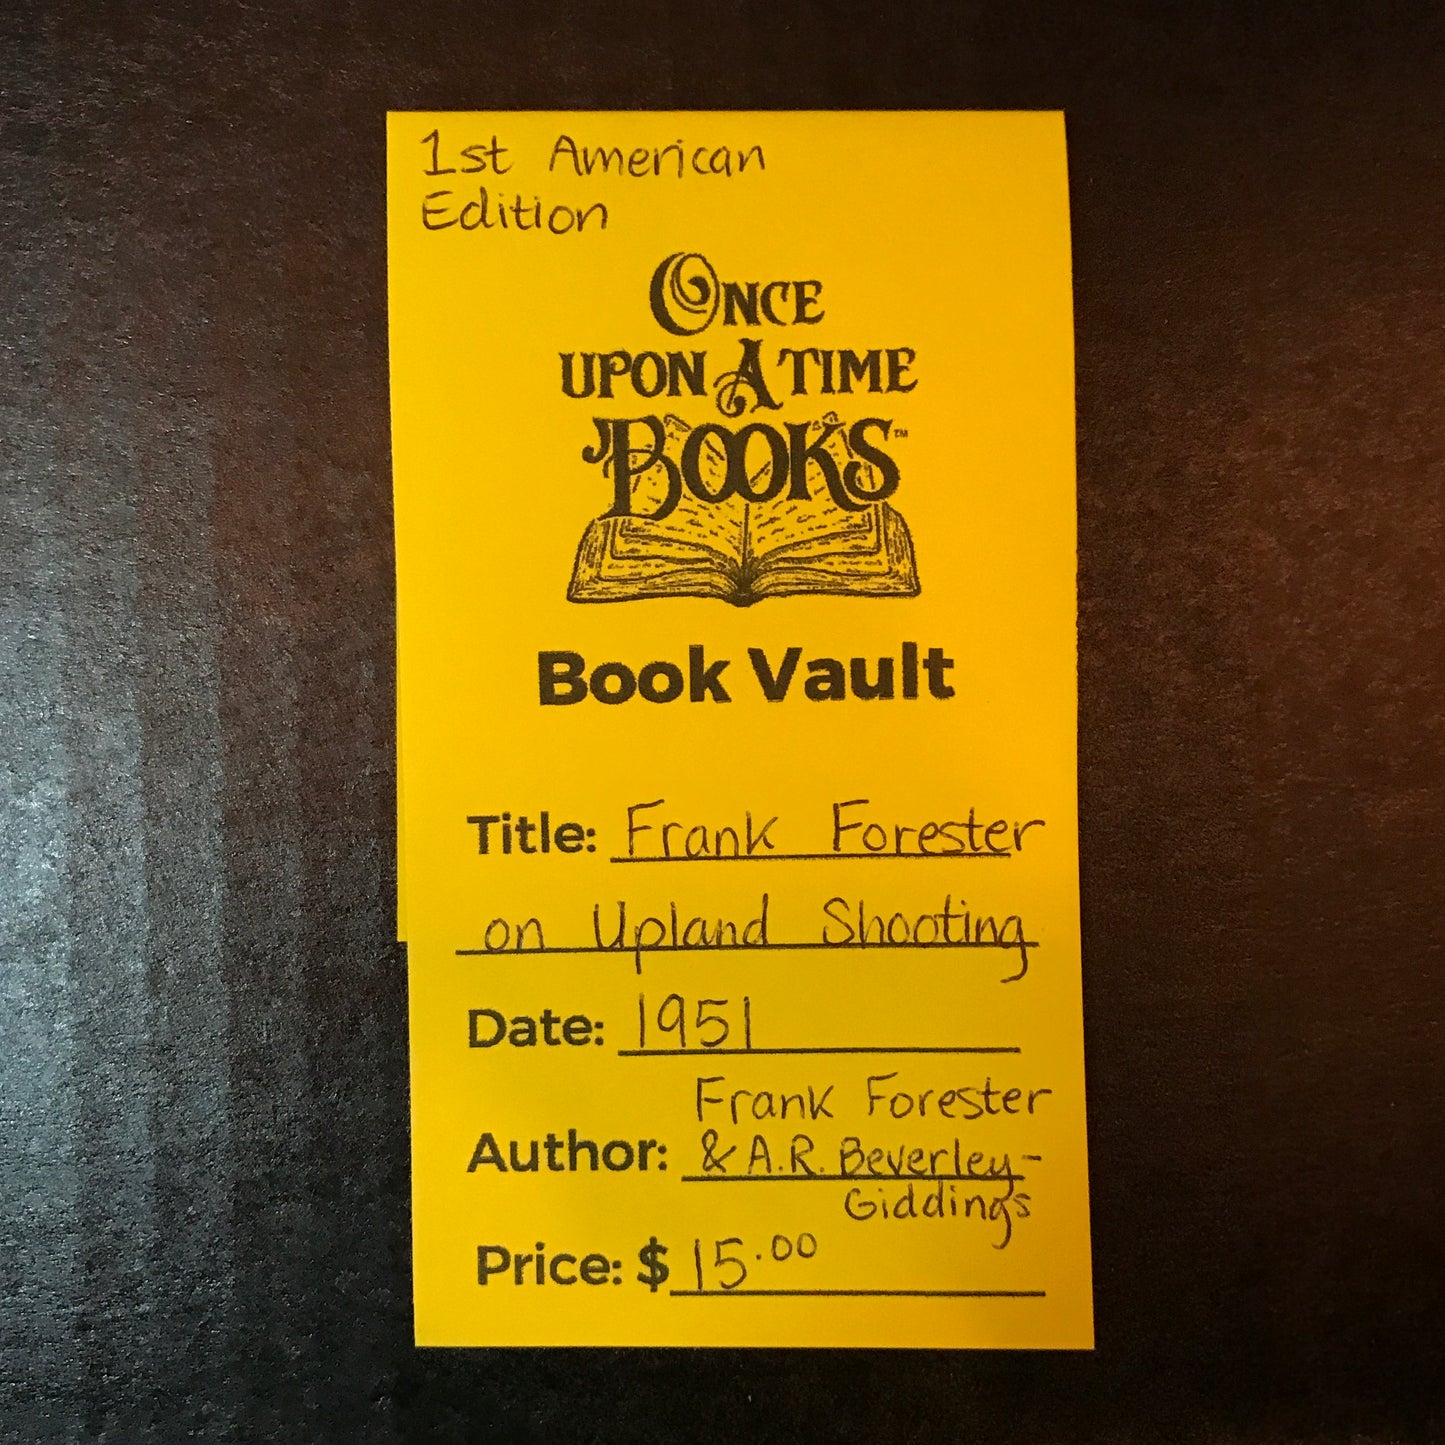 1st American
Edition
ONCE
UPON A TIME
BOOKS™
Book Vault
Title: Frank Forester
on Upland Shooting
Date: 1951
Frank Forester
Author: & A.R. Beverley-
Giddings
Price: $ 15.00